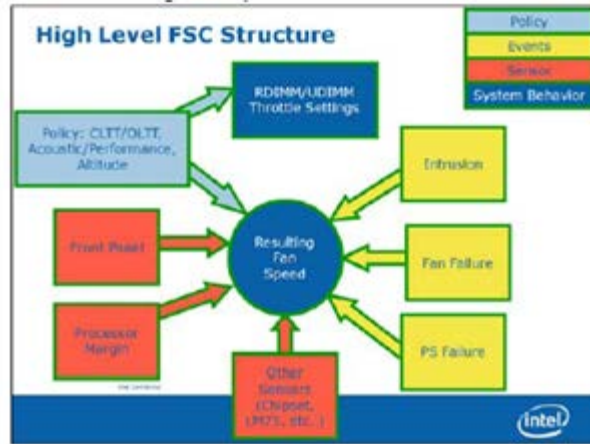 High Level FSC Structure
Policy
Events
Sensor
System Behavior
RDIMM/UDIMM
Throttle Settings
Policy: CLTT/OLTT,
Acoustic/Performance,
Altitude
Intrusion
Front Panel
Resulting
Fan
Speed
Fan Failure
Processor
Margin
PS Failure
Other
Sensors
(Chipset,
LM75, etc.)
intel